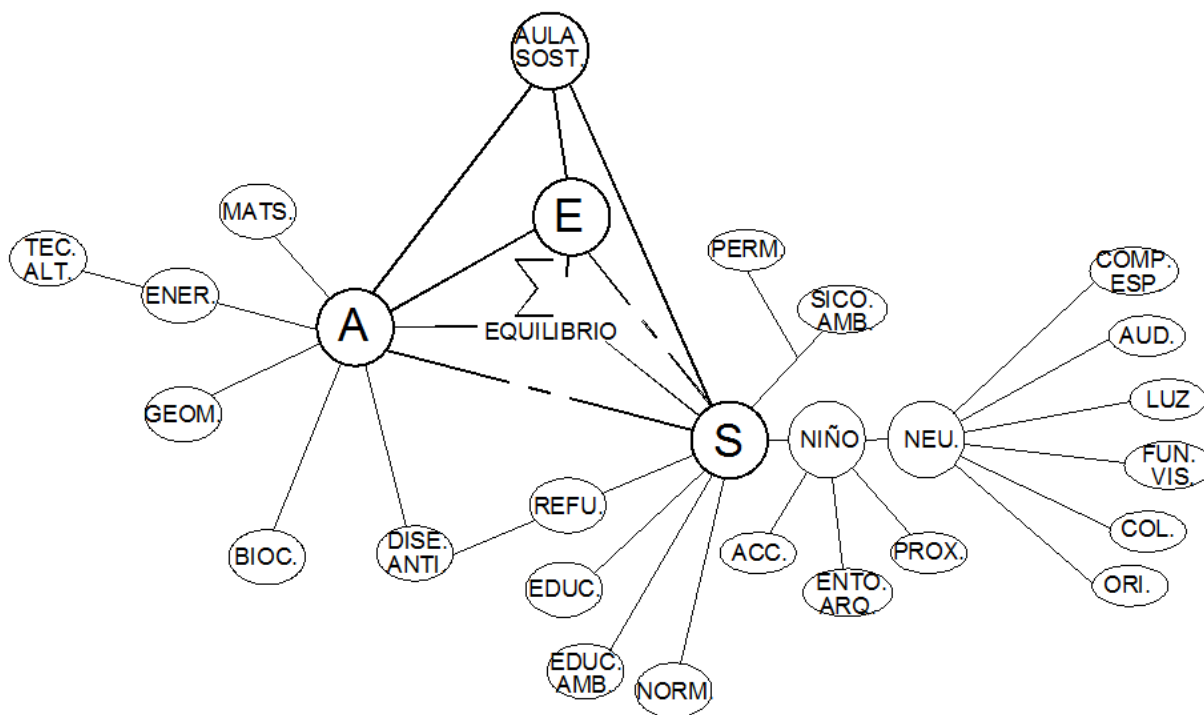 AULA
SOST.
E
MATS.
TEC.
ALT.
ENER.
A
Σ
EQUILIBRIO
GEOM.
BIOC.
DISE.
ANTI
PERM.
SICO.
AMB.
S
NIÑO
NEU.
COMP.
ESP
AUD.
LUZ
FUN.
VIS.
COL.
ORI.
REFU.
EDUC.
EDUC.
AMB.
NORM.
ACC.
ENTO.
ARQ
PROX.